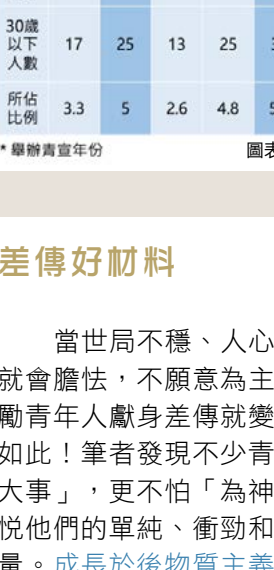 30歲
以下
人數 17 25 13 25
所佔
比例 3.3 5 2.6 4.8
* 舉辦青宣年份 圖表
差傳好材料
當世局不穩、人心
就會膽怯，不願意為主
勵青年人獻身差傳就變
如此！筆者發現不少青
大事」，更不怕「為神
悅他們的單純、衝勁和
量。成長於後物質主義